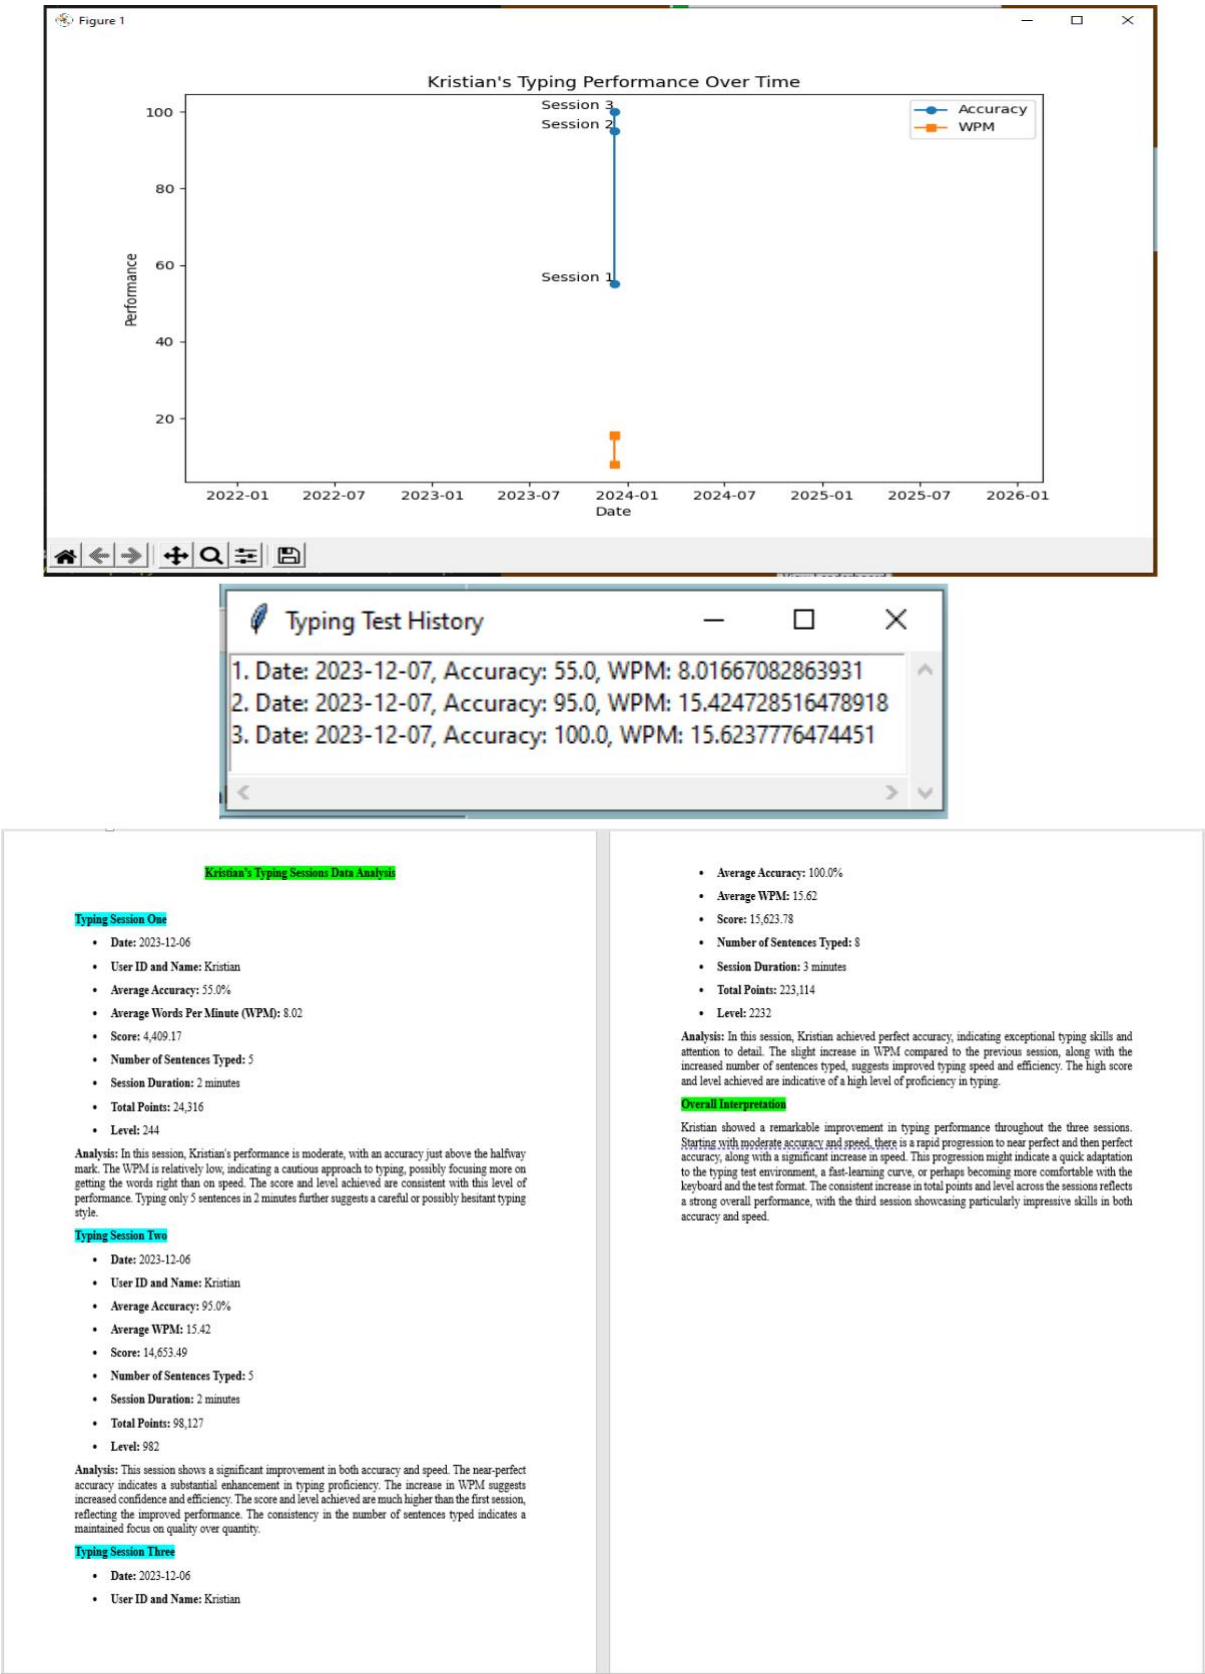 Figure 1
Kristian's Typing Performance Over Time
Session 3
Session 2
Session 1
Accuracy
WPM
100
80
60
40
20
Performance
2022-01 2022-07 2023-01 2023-07 2024-01 2024-07 2025-01 2025-07 2026-01
Date
Typing Test History
1. Date: 2023-12-07, Accuracy: 55.0, WPM: 8.01667082863931
2. Date: 2023-12-07, Accuracy: 95.0, WPM: 15.424728516478918
3. Date: 2023-12-07, Accuracy: 100.0, WPM: 15.6237776474451
Kristian's Typing Sessions Data Analysis
Typing Session One
• Date: 2023-12-06
• User ID and Name: Kristian
• Average Accuracy: 55.0%
• Average Words Per Minute (WPM): 8.02
• Score: 4,409.17
• Number of Sentences Typed: 5
• Session Duration: 2 minutes
• Total Points: 24,316
• Level: 244
Analysis: In this session, Kristian's performance is moderate, with an accuracy just above the halfway
mark. The WPM is relatively low, indicating a cautious approach to typing, possibly focusing more on
getting the words right than on speed. The score and level achieved are consistent with this level of
performance. Typing only 5 sentences in 2 minutes further suggests a careful or possibly hesitant typing
style.
Typing Session Two
• Date: 2023-12-06
• User ID and Name: Kristian
• Average Accuracy: 95.0%
• Average WPM: 15.42
• Score: 14,653.49
• Number of Sentences Typed: 5
• Session Duration: 2 minutes
• Total Points: 98,127
• Level: 982
Analysis: This session shows a significant improvement in both accuracy and speed. The near-perfect
accuracy indicates a substantial enhancement in typing proficiency. The increase in WPM suggests
increased confidence and efficiency. The score and level achieved are much higher than the first session,
reflecting the improved performance. The consistency in the number of sentences typed indicates a
maintained focus on quality over quantity.
Typing Session Three
• Date: 2023-12-06
• User ID and Name: Kristian
• Average Accuracy: 100.0%
• Average WPM: 15.62
• Score: 15,623.78
• Number of Sentences Typed: 8
• Session Duration: 3 minutes
• Total Points: 223,114
• Level: 2232
Analysis: In this session, Kristian achieved perfect accuracy, indicating exceptional typing skills and
attention to detail. The slight increase in WPM compared to the previous session, along with the
increased number of sentences typed, suggests improved typing speed and efficiency. The high score
and level achieved are indicative of a high level of proficiency in typing.
Overall Interpretation
Kristian showed a remarkable improvement in typing performance throughout the three sessions.
Starting with moderate accuracy and speed, there is a rapid progression to near perfect and then perfect
accuracy, along with a significant increase in speed. This progression might indicate a quick adaptation
to the typing test environment, a fast-learning curve, or perhaps becoming more comfortable with the
keyboard and the test format. The consistent increase in total points and level across the sessions reflects
a strong overall performance, with the third session showcasing particularly impressive skills in both
accuracy and speed.